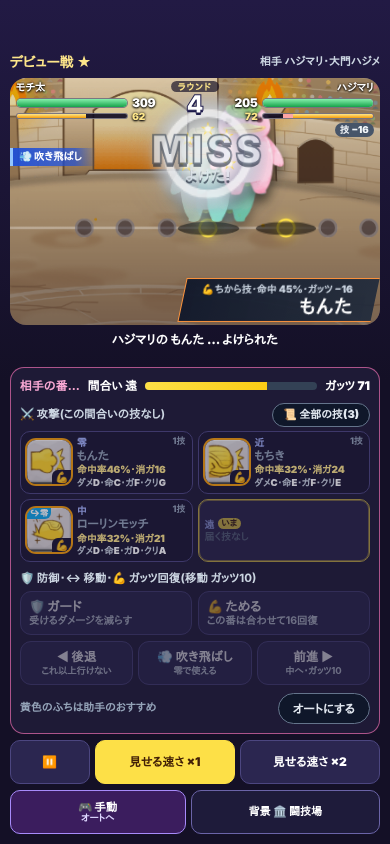 デビュー戦 ★
相手 ハジマリ・大門ハジメ
モチ太
ラウンド
ハジマリ
309
4
205
62
72
技 −16
💨 吹き飛ばし
MISS
よけた!
💪 ちから技・命中 45%・ガッツ −16
もんた
ハジマリの もんた … よけられた
相手の番… 間合い 遠 ガッツ 71
⚔️ 攻撃(この間合いの技なし)
📜 全部の技(3)
零 1技
もんた
命中率46%・消ガ16
ダメD・命C・ガF・クリG
近 1技
もちき
命中率32%・消ガ24
ダメC・命E・ガF・クリE
↪零
中 1技
ローリンモッチ
命中率32%・消ガ21
ダメD・命E・ガD・クリA
遠 いま
届く技なし
🛡️ 防御・↔ 移動・💪 ガッツ回復(移動 ガッツ10)
🛡️ ガード
受けるダメージを減らす
💪 ためる
この番は合わせて16回復
◀ 後退
これ以上行けない
💨 吹き飛ばし
零で使える
前進 ▶
中へ・ガッツ10
黄色のふちは助手のおすすめ
オートにする
見せる速さ ×1
見せる速さ ×2
🎮 手動
オートへ
背景 🏛️ 闘技場